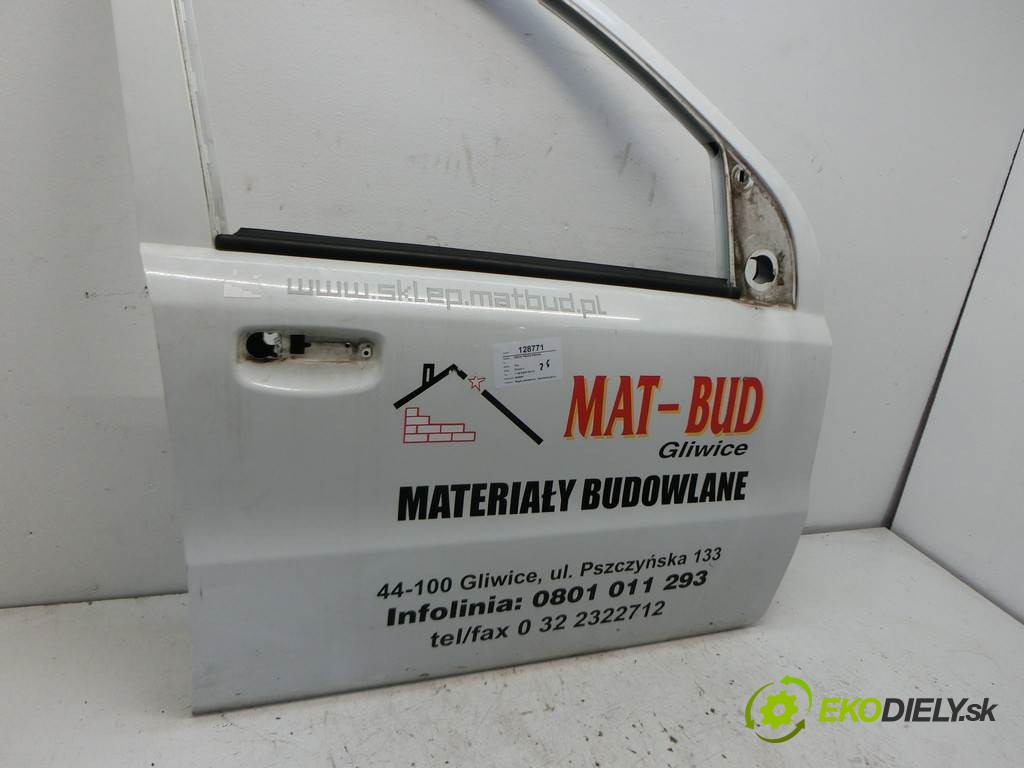 www.sklep.matbud.pl
128771
MAT-BUD
Gliwice
MATERIAŁY BUDOWLANE
44-100 Gliwice, ul. Pszczyńska 133
Infolinia: 0801 011 293
tel/fax 0 32 2322712
EKODIELY.sk